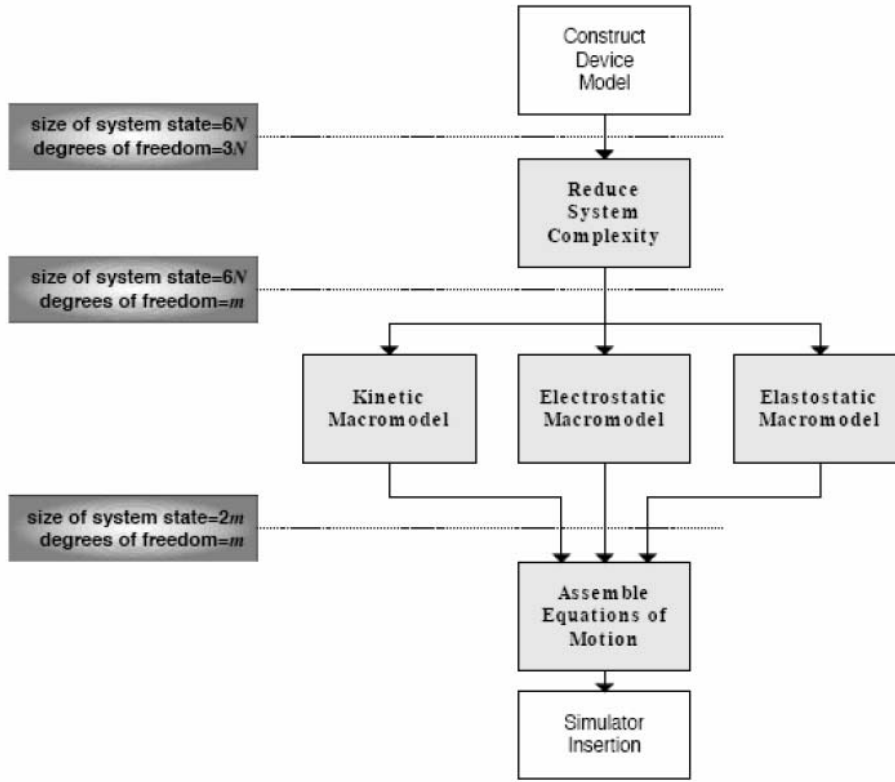 Construct
Device
Model
size of system state=6N
degrees of freedom=3N
Reduce
System
Complexity
size of system state=6N
degrees of freedom=m
Kinetic
Macromodel
Electrostatic
Macromodel
Elastostatic
Macromodel
size of system state=2m
degrees of freedom=m
Assemble
Equations of
Motion
Simulator
Insertion